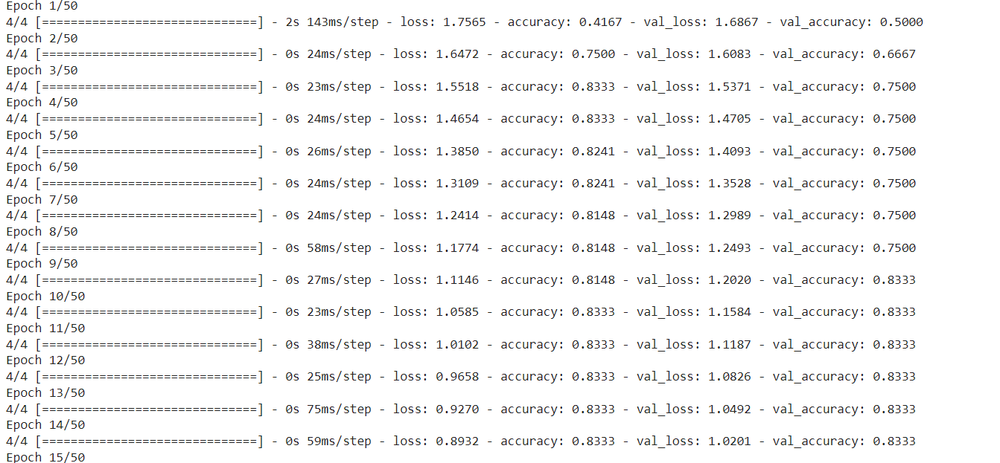 Epoch 1/50
4/4 [==============================] - 2s 143ms/step - loss: 1.7565 - accuracy: 0.4167 - val_loss: 1.6867 - val_accuracy: 0.5000
Epoch 2/50
4/4 [==============================] - 0s 24ms/step - loss: 1.6472 - accuracy: 0.7500 - val_loss: 1.6083 - val_accuracy: 0.6667
Epoch 3/50
4/4 [==============================] - 0s 23ms/step - loss: 1.5518 - accuracy: 0.8333 - val_loss: 1.5371 - val_accuracy: 0.7500
Epoch 4/50
4/4 [==============================] - 0s 24ms/step - loss: 1.4654 - accuracy: 0.8333 - val_loss: 1.4705 - val_accuracy: 0.7500
Epoch 5/50
4/4 [==============================] - 0s 26ms/step - loss: 1.3850 - accuracy: 0.8241 - val_loss: 1.4093 - val_accuracy: 0.7500
Epoch 6/50
4/4 [==============================] - 0s 24ms/step - loss: 1.3109 - accuracy: 0.8241 - val_loss: 1.3528 - val_accuracy: 0.7500
Epoch 7/50
4/4 [==============================] - 0s 24ms/step - loss: 1.2414 - accuracy: 0.8148 - val_loss: 1.2989 - val_accuracy: 0.7500
Epoch 8/50
4/4 [==============================] - 0s 58ms/step - loss: 1.1774 - accuracy: 0.8148 - val_loss: 1.2493 - val_accuracy: 0.7500
Epoch 9/50
4/4 [==============================] - 0s 27ms/step - loss: 1.1146 - accuracy: 0.8148 - val_loss: 1.2020 - val_accuracy: 0.8333
Epoch 10/50
4/4 [==============================] - 0s 23ms/step - loss: 1.0585 - accuracy: 0.8333 - val_loss: 1.1584 - val_accuracy: 0.8333
Epoch 11/50
4/4 [==============================] - 0s 38ms/step - loss: 1.0102 - accuracy: 0.8333 - val_loss: 1.1187 - val_accuracy: 0.8333
Epoch 12/50
4/4 [==============================] - 0s 25ms/step - loss: 0.9658 - accuracy: 0.8333 - val_loss: 1.0826 - val_accuracy: 0.8333
Epoch 13/50
4/4 [==============================] - 0s 75ms/step - loss: 0.9270 - accuracy: 0.8333 - val_loss: 1.0492 - val_accuracy: 0.8333
Epoch 14/50
4/4 [==============================] - 0s 59ms/step - loss: 0.8932 - accuracy: 0.8333 - val_loss: 1.0201 - val_accuracy: 0.8333
Epoch 15/50